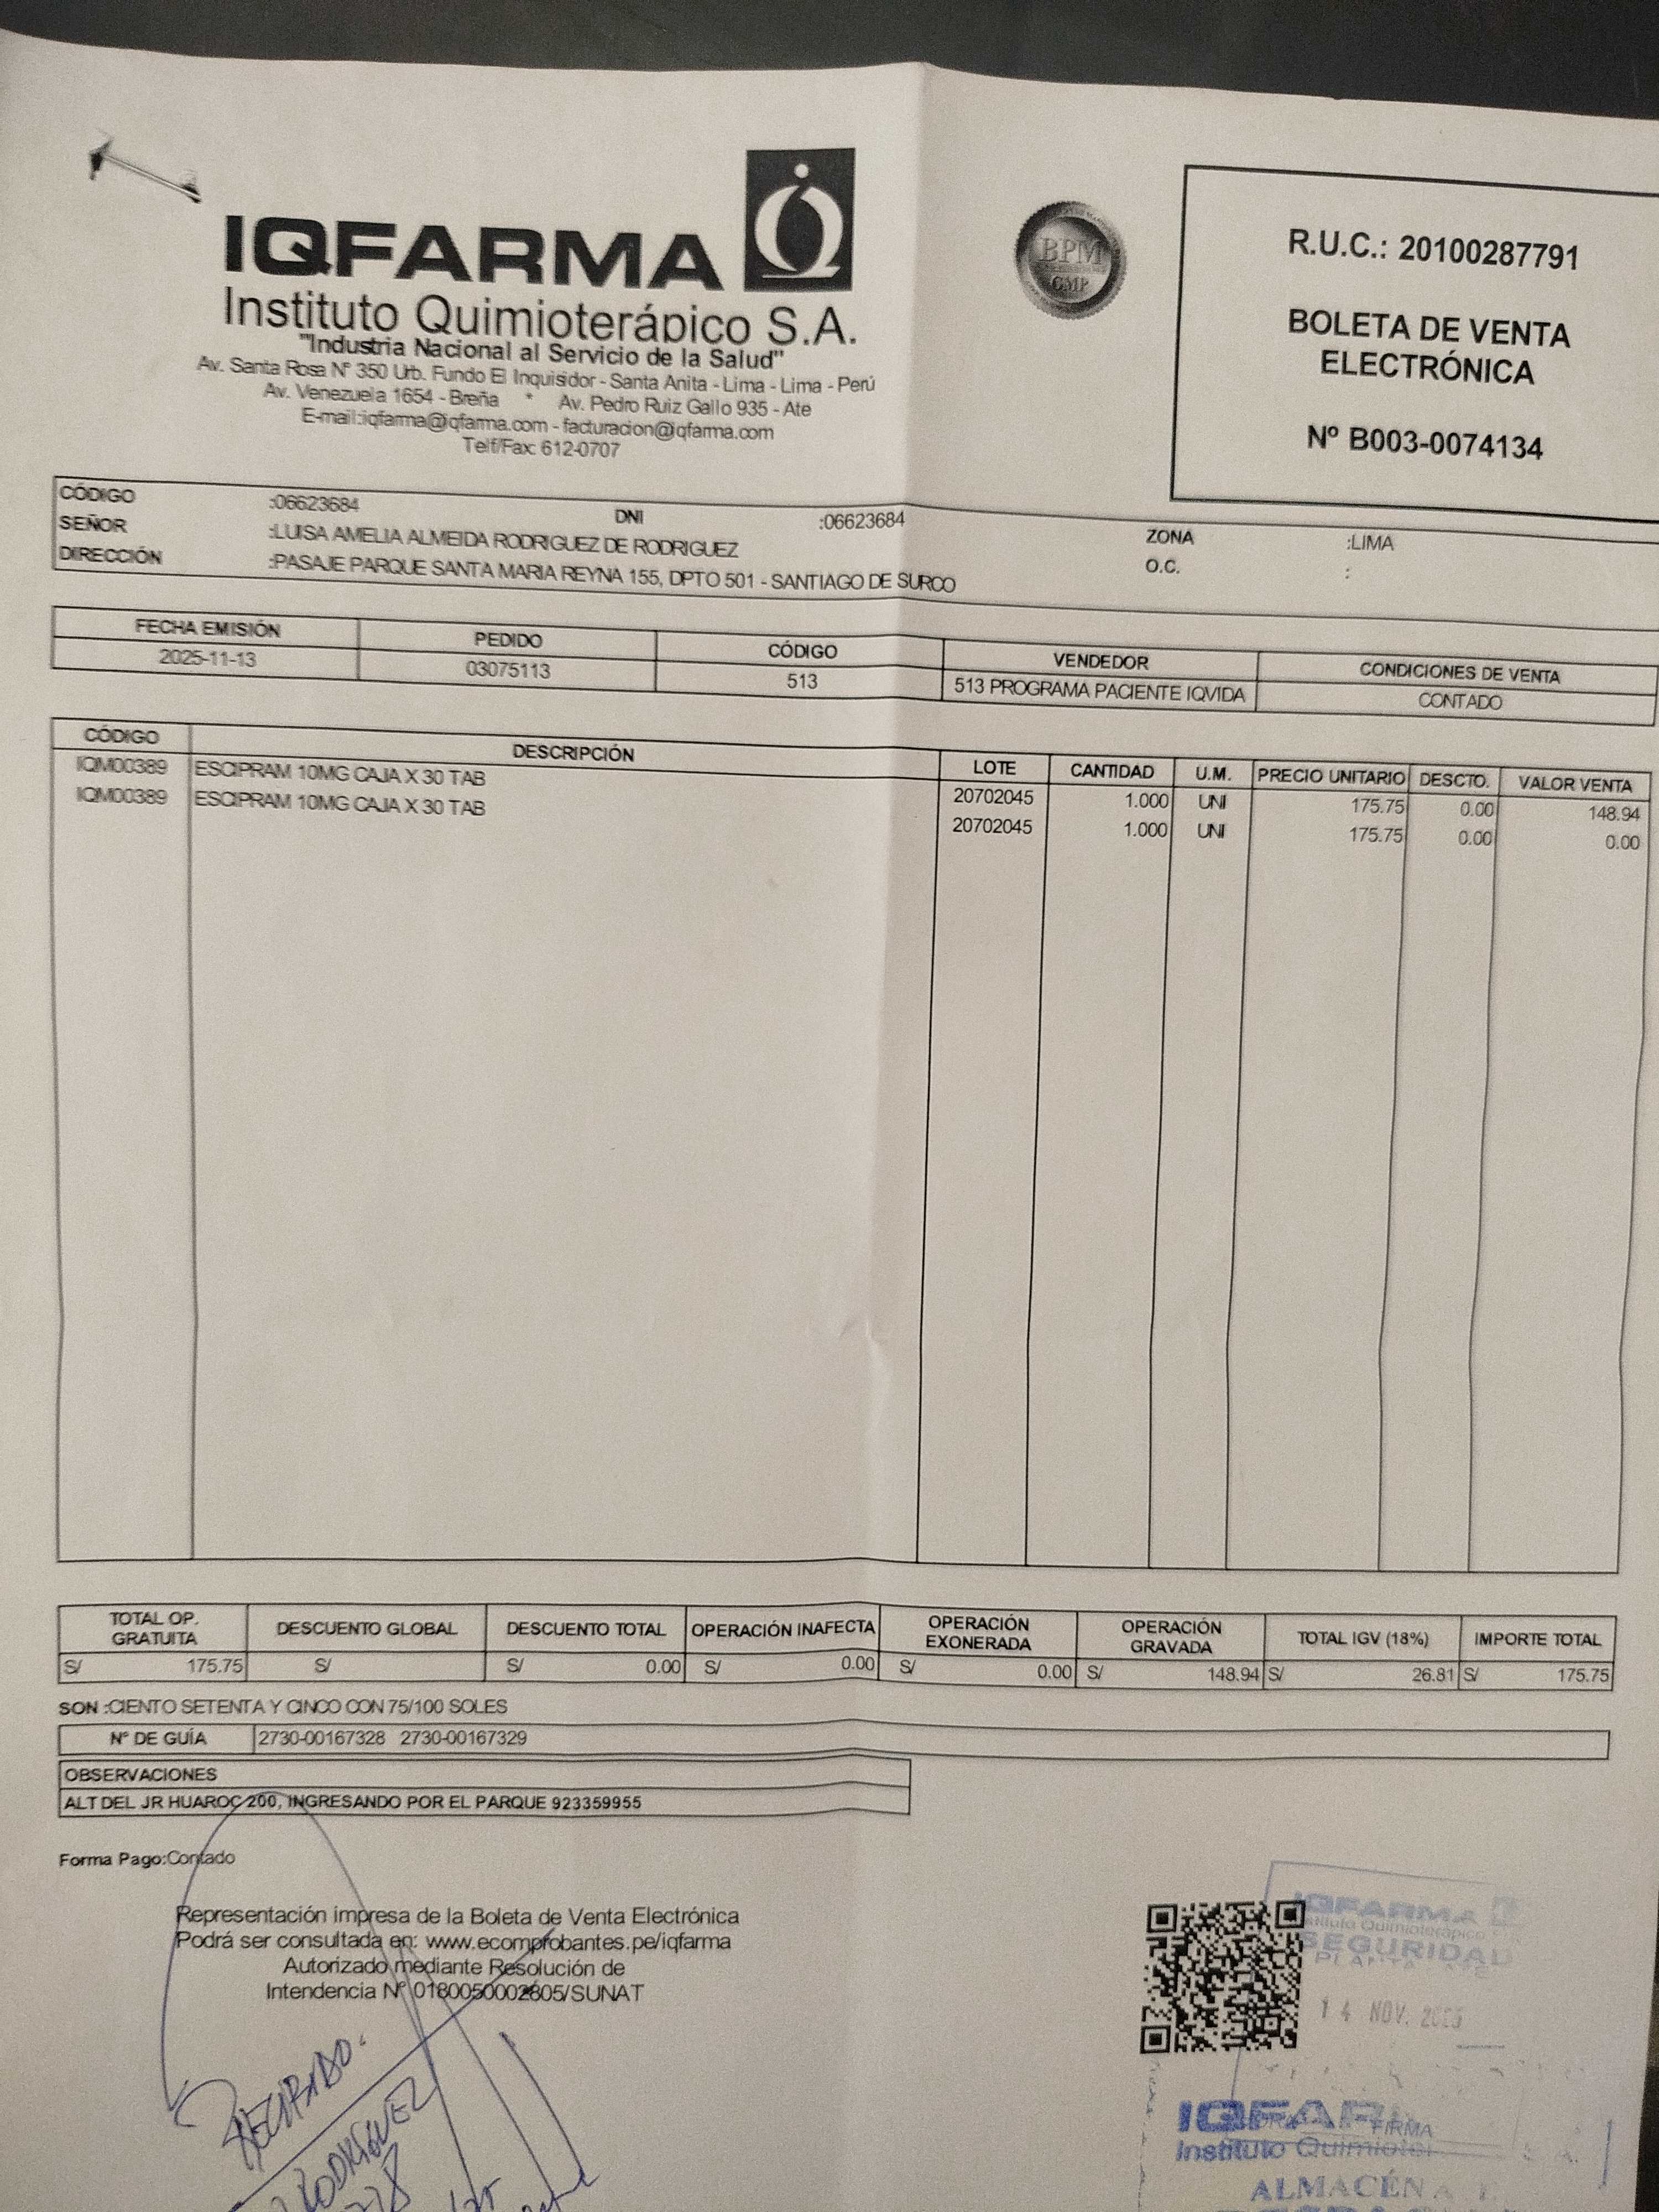 IQFARMA
Instituto Quimioterápico S.A.
"Industria Nacional al Servicio de la Salud"
Av. Santa Rosa Nº 350 Urb. Fundo El Inquisidor - Santa Anita - Lima - Lima - Perú
Av. Venezuela 1654 - Breña * Av. Pedro Ruiz Gallo 935 - Ate
E-mail:iqfarma@iqfarma.com - facturacion@iqfarma.com
Telf/Fax: 612-0707
BPM
GMP
R.U.C.: 20100287791
BOLETA DE VENTA
ELECTRÓNICA
Nº B003-0074134
CÓDIGO :06623684 DNI :06623684
SEÑOR :LUISA AMELIA ALMEIDA RODRIGUEZ DE RODRIGUEZ ZONA :LIMA
DIRECCIÓN :PASAJE PARQUE SANTA MARIA REYNA 155, DPTO 501 - SANTIAGO DE SURCO O.C. :
FECHA EMISIÓN PEDIDO CÓDIGO VENDEDOR CONDICIONES DE VENTA
2025-11-13 03075113 513 513 PROGRAMA PACIENTE IQVIDA CONTADO
CÓDIGO DESCRIPCIÓN LOTE CANTIDAD U.M. PRECIO UNITARIO DESCTO. VALOR VENTA
IQM00389 ESCIPRAM 10MG CAJA X 30 TAB 20702045 1.000 UNI 175.75 0.00 148.94
IQM00389 ESCIPRAM 10MG CAJA X 30 TAB 20702045 1.000 UNI 175.75 0.00 0.00
TOTAL OP. GRATUITA DESCUENTO GLOBAL DESCUENTO TOTAL OPERACIÓN INAFECTA OPERACIÓN EXONERADA OPERACIÓN GRAVADA TOTAL IGV (18%) IMPORTE TOTAL
S/ 175.75 S/ S/ 0.00 S/ 0.00 S/ 0.00 S/ 148.94 S/ 26.81 S/ 175.75
SON :CIENTO SETENTA Y CINCO CON 75/100 SOLES
Nº DE GUÍA 2730-00167328 2730-00167329
OBSERVACIONES
ALT DEL JR HUAROC 200, INGRESANDO POR EL PARQUE 923359955
Forma Pago:Contado
Representación impresa de la Boleta de Venta Electrónica
Podrá ser consultada en: www.ecomprobantes.pe/iqfarma
Autorizado mediante Resolución de
Intendencia Nº 0180050002805/SUNAT
IQFARMA
Instituto Quimioterápico
SEGURIDAD
PLANTA
14 NOV. 2025
RECIBIDO.
RODRIGUEZ
FIRMA
Instituto
ALMACÉN